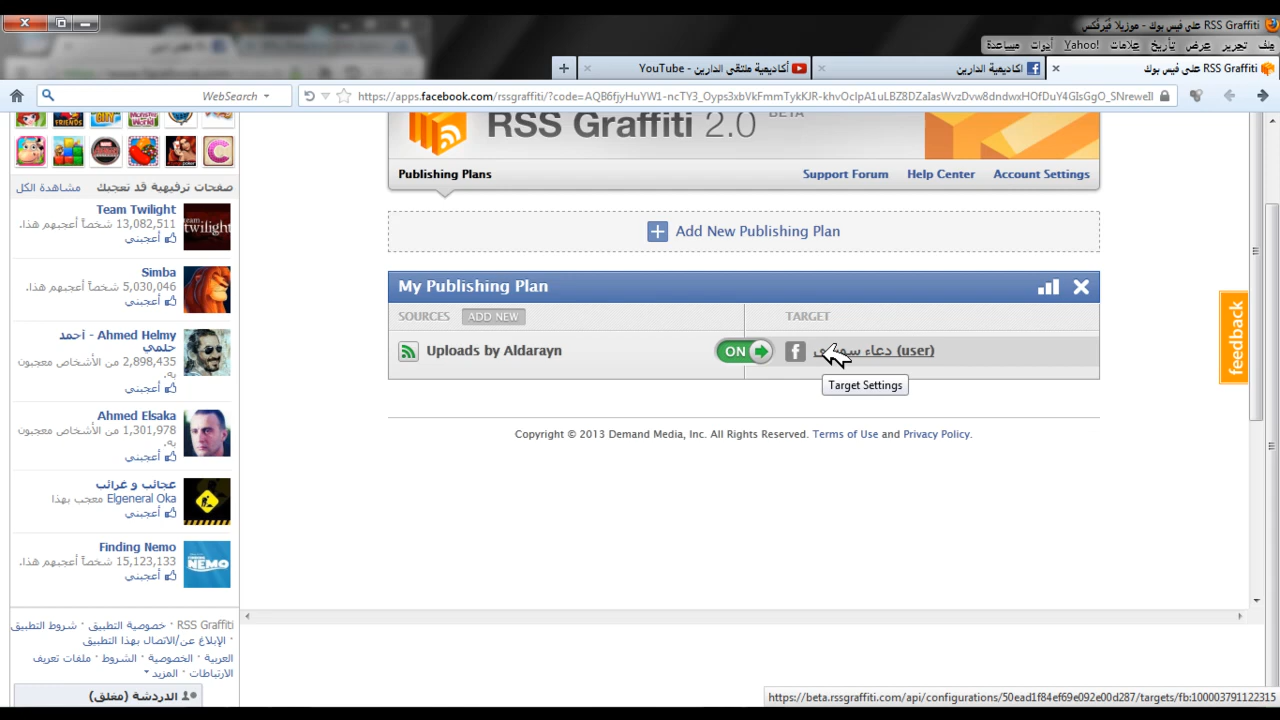 RSS Graffiti على فيس بوك - موزيلا فَيَرفُكس
ملف تحرير عرض تأريخ علامات Yahoo! أدوات مساعدة
RSS Graffiti على فيس بوك
اكاديمية الدارين
أكاديمية ملتقى الدارين - YouTube
WebSearch
https://apps.facebook.com/rssgraffiti/?code=AQB6fjyHuYW1-ncTY3_Oyps3xbVkFmmTykKJR-khvOclpA1uLBZ8DZaIasWvzDvw8dndwxHOfDuY4GIsGgO_SNrewell
RSS Graffiti 2.0 BETA
Publishing Plans
Support Forum
Help Center
Account Settings
Add New Publishing Plan
My Publishing Plan
SOURCES
ADD NEW
TARGET
Uploads by Aldarayn
ON
دعاء (user)
Target Settings
Copyright © 2013 Demand Media, Inc. All Rights Reserved. Terms of Use and Privacy Policy.
feedback
صفحات ترفيهية قد تعجبك
مشاهدة الكل
Team Twilight
13,082,511 شخصاً أعجبهم هذا.
أعجبني
Simba
5,030,046 شخصاً أعجبهم هذا.
أعجبني
Ahmed Helmy - أحمد
حلمي
2,898,435 من الأشخاص معجبون
به.
أعجبني
Ahmed Elsaka
1,301,978 من الأشخاص معجبون
به.
أعجبني
عجائب و غرائب
Elgeneral Oka معجب بهذا
أعجبني
Finding Nemo
15,123,133 شخصاً أعجبهم هذا.
أعجبني
RSS Graffiti · خصوصية التطبيق · شروط التطبيق
· الإبلاغ عن/الاتصال بهذا التطبيق
العربية · الخصوصية · الشروط · ملفات تعريف
الارتباطات · المزيد
الدردشة (مغلق)
https://beta.rssgraffiti.com/api/configurations/50ead1f84ef69e092e00d287/targets/fb:100003791122315